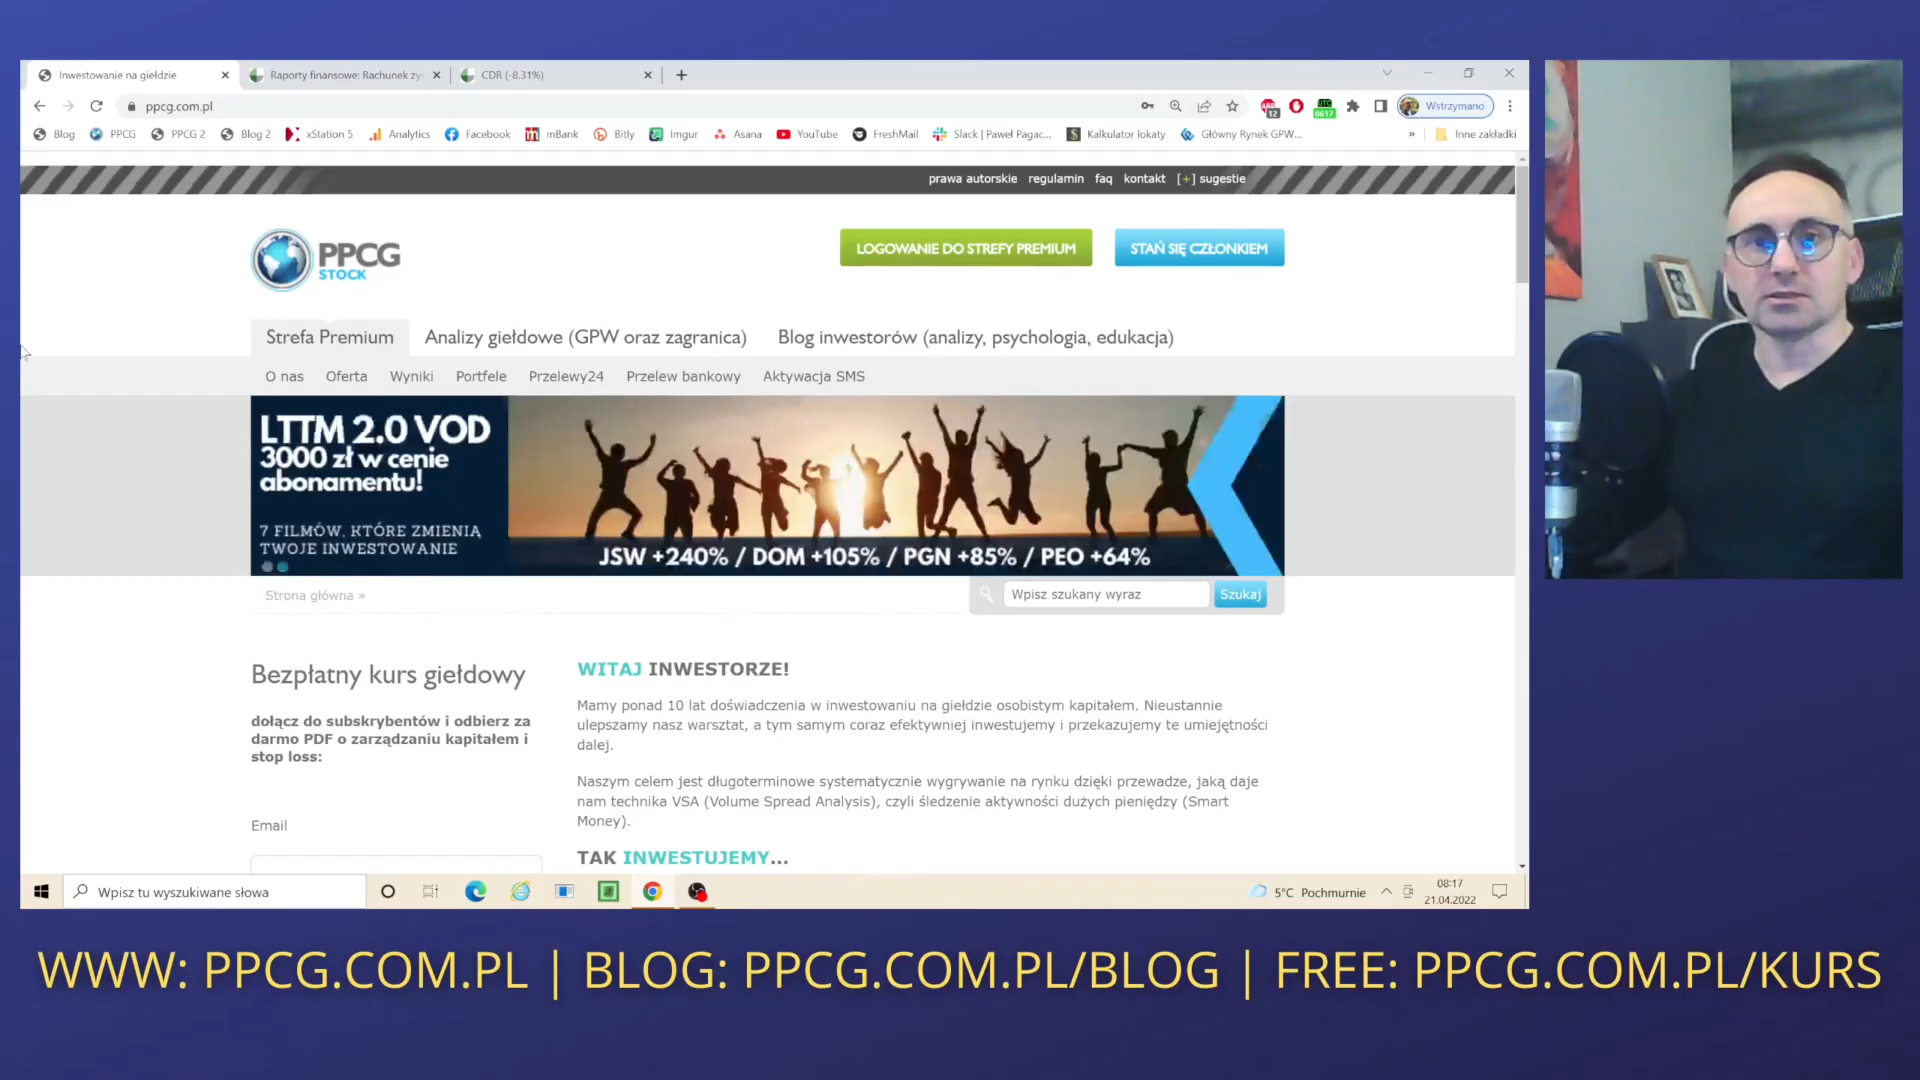 Inwestowanie na giełdzie
Raporty finansowe: Rachunek zy
CDR (-8.31%)
ppcg.com.pl
12
0617
Wstrzymano
Blog
PPCG
PPCG 2
Blog 2
xStation 5
Analytics
Facebook
mBank
Bitly
Imgur
Asana
YouTube
FreshMail
Slack | Paweł Pagac...
Kalkulator lokaty
Główny Rynek GPW...
»
Inne zakładki
prawa autorskie regulamin faq kontakt [+] sugestie
PPCG
STOCK
LOGOWANIE DO STREFY PREMIUM
STAŃ SIĘ CZŁONKIEM
Strefa Premium
Analizy giełdowe (GPW oraz zagranica)
Blog inwestorów (analizy, psychologia, edukacja)
O nas Oferta Wyniki Portfele Przelewy24 Przelew bankowy Aktywacja SMS
LTTM 2.0 VOD
3000 zł w cenie
abonamentu!
7 FILMÓW, KTÓRE ZMIENIĄ
TWOJE INWESTOWANIE
JSW +240% / DOM +105% / PGN +85% / PEO +64%
Strona główna »
Wpisz szukany wyraz
Szukaj
Bezpłatny kurs giełdowy
dołącz do subskrybentów i odbierz za
darmo PDF o zarządzaniu kapitałem i
stop loss:
Email
WITAJ INWESTORZE!
Mamy ponad 10 lat doświadczenia w inwestowaniu na giełdzie osobistym kapitałem. Nieustannie
ulepszamy nasz warsztat, a tym samym coraz efektywniej inwestujemy i przekazujemy te umiejętności
dalej.
Naszym celem jest długoterminowe systematycznie wygrywanie na rynku dzięki przewadze, jaką daje
nam technika VSA (Volume Spread Analysis), czyli śledzenie aktywności dużych pieniędzy (Smart
Money).
TAK INWESTUJEMY...
Wpisz tu wyszukiwane słowa
5°C Pochmurnie
08:17
21.04.2022
WWW: PPCG.COM.PL | BLOG: PPCG.COM.PL/BLOG | FREE: PPCG.COM.PL/KURS